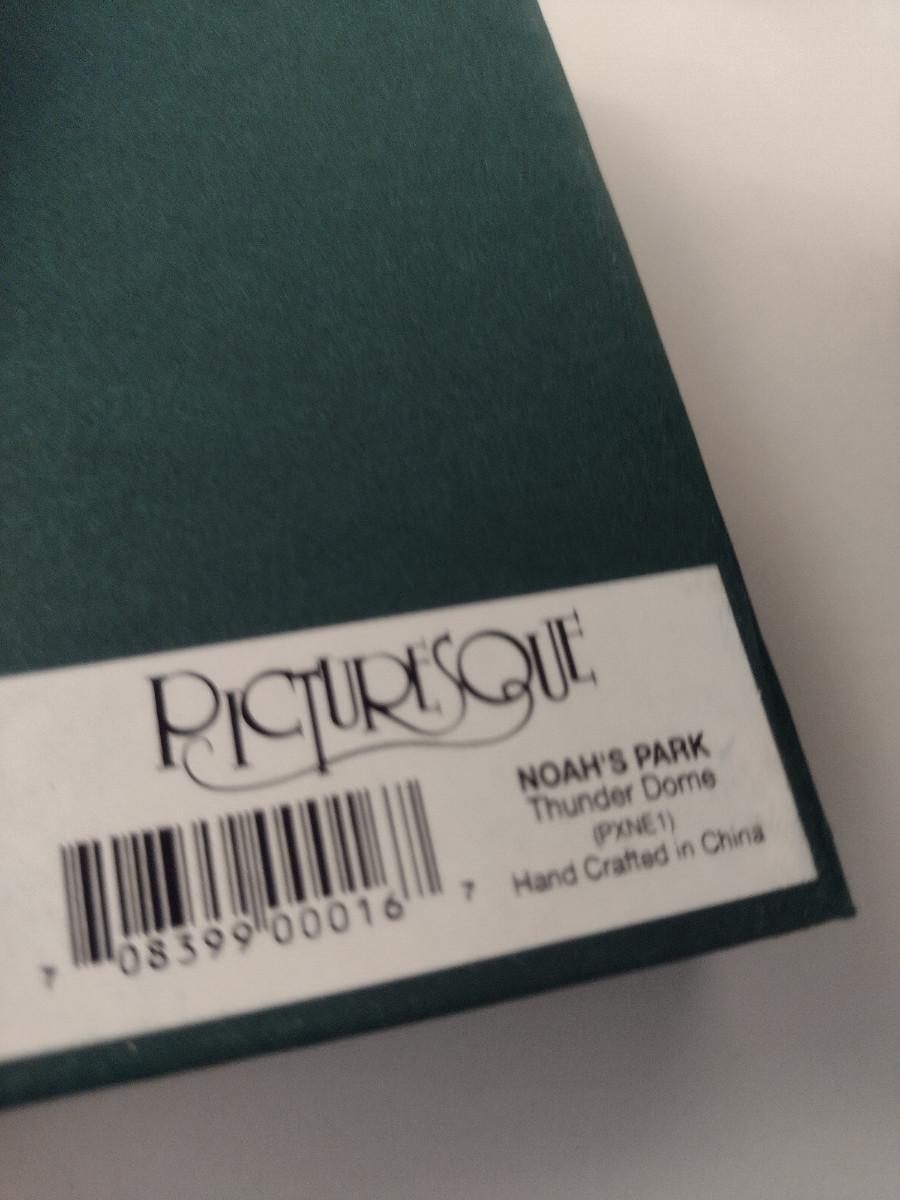 PICTURESQUE
NOAH'S PARK
Thunder Dome
(PXNE1)
Hand Crafted in China
7 08399 00016 7